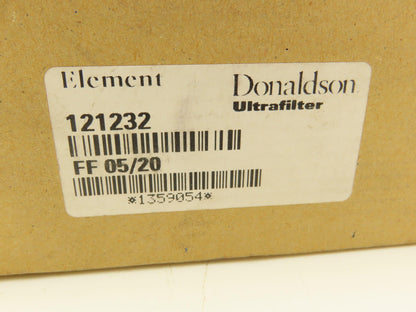 Element
Donaldson.
Ultrafilter
121232
FF 05/20
*1359054*